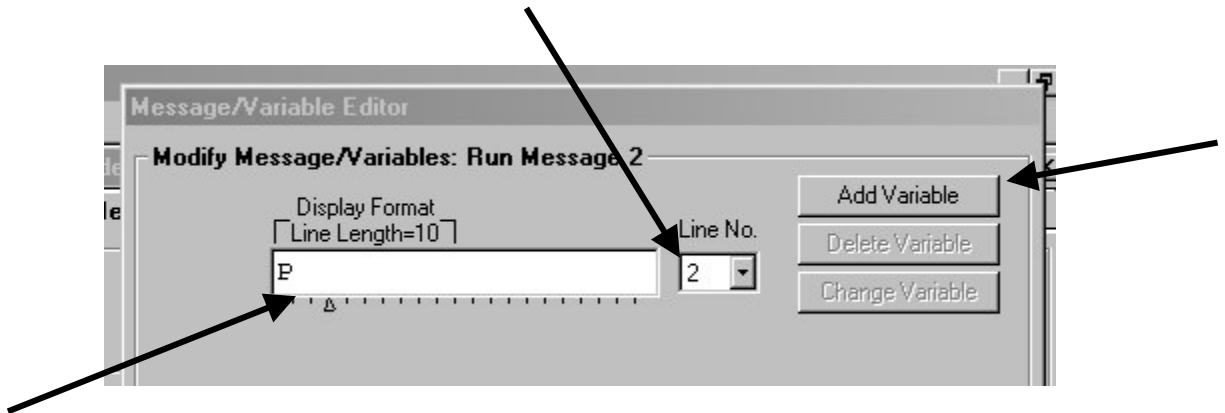 Message/Variable Editor
Modify Message/Variables: Run Message 2
Display Format
Line Length=10
P
Line No.
2
Add Variable
Delete Variable
Change Variable